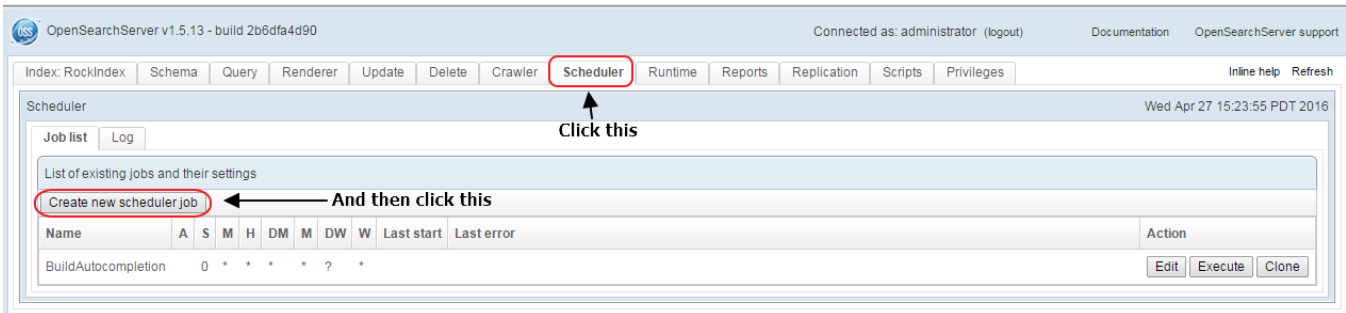 OSS OpenSearchServer v1.5.13 - build 2b6dfa4d90 Connected as: administrator (logout) Documentation OpenSearchServer support
Index: RockIndex Schema Query Renderer Update Delete Crawler Scheduler Runtime Reports Replication Scripts Privileges Inline help Refresh
Scheduler Wed Apr 27 15:23:55 PDT 2016
Click this
Job list Log
List of existing jobs and their settings
Create new scheduler job And then click this
Name A S M H DM M DW W Last start Last error Action
BuildAutocompletion 0 * * * * ? * Edit Execute Clone